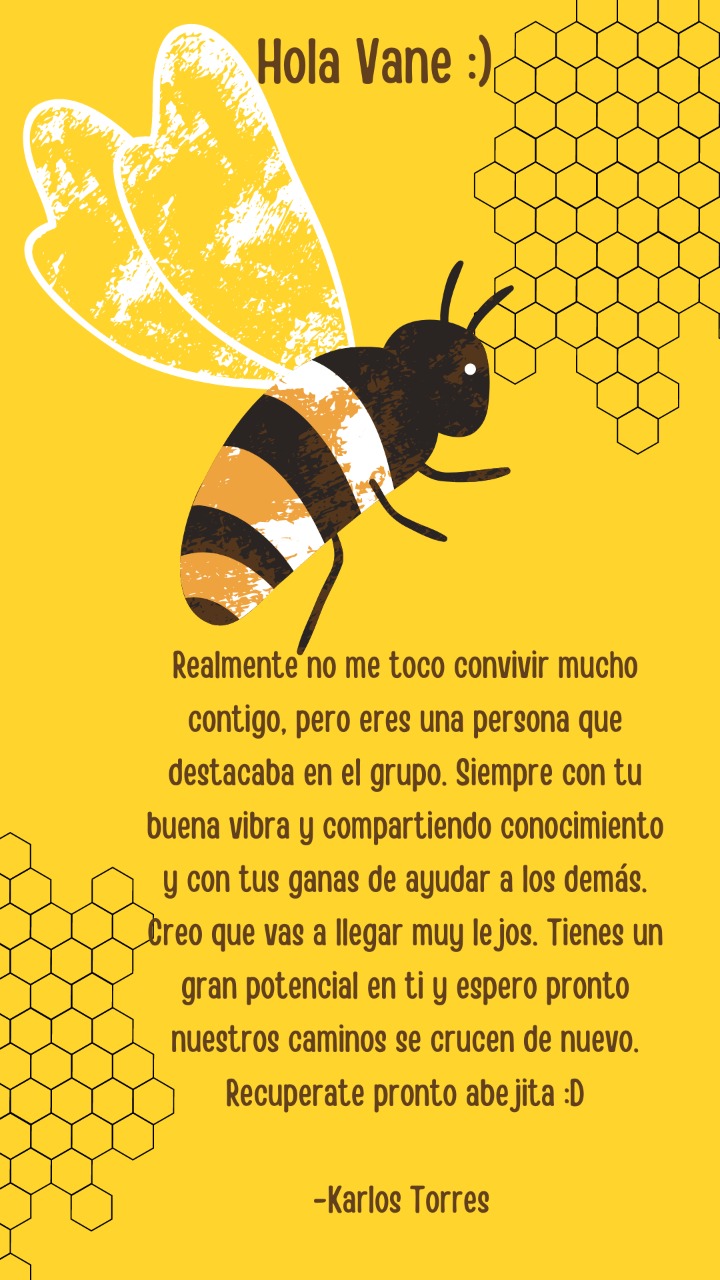 Hola Vane :)
Realmente no me toco convivir mucho
contigo, pero eres una persona que
destacaba en el grupo. Siempre con tu
buena vibra y compartiendo conocimiento
y con tus ganas de ayudar a los demás.
Creo que vas a llegar muy lejos. Tienes un
gran potencial en ti y espero pronto
nuestros caminos se crucen de nuevo.
Recuperate pronto abejita :D
-Karlos Torres